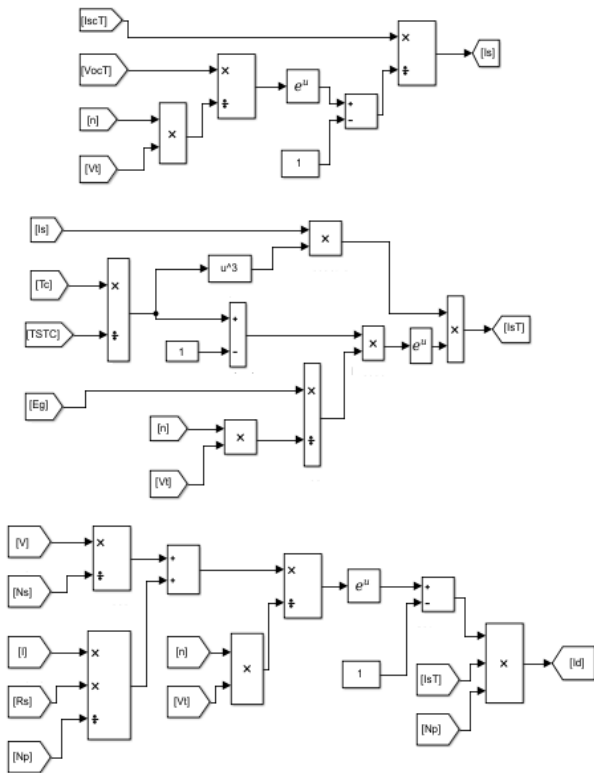 [IscT]
×
÷
[Is]
[VocT]
×
÷
e^u
+
−
[n]
×
[Vt]
1
[Is]
×
[Tc]
×
÷
u^3
[TSTC]
+
−
×
e^u
×
[IsT]
1
[Eg]
×
÷
[n]
×
[Vt]
[V]
×
÷
+
+
×
÷
e^u
+
−
[Ns]
[I]
×
×
÷
[n]
×
1
×
[Id]
[Rs]
[Vt]
[IsT]
[Np]
[Np]